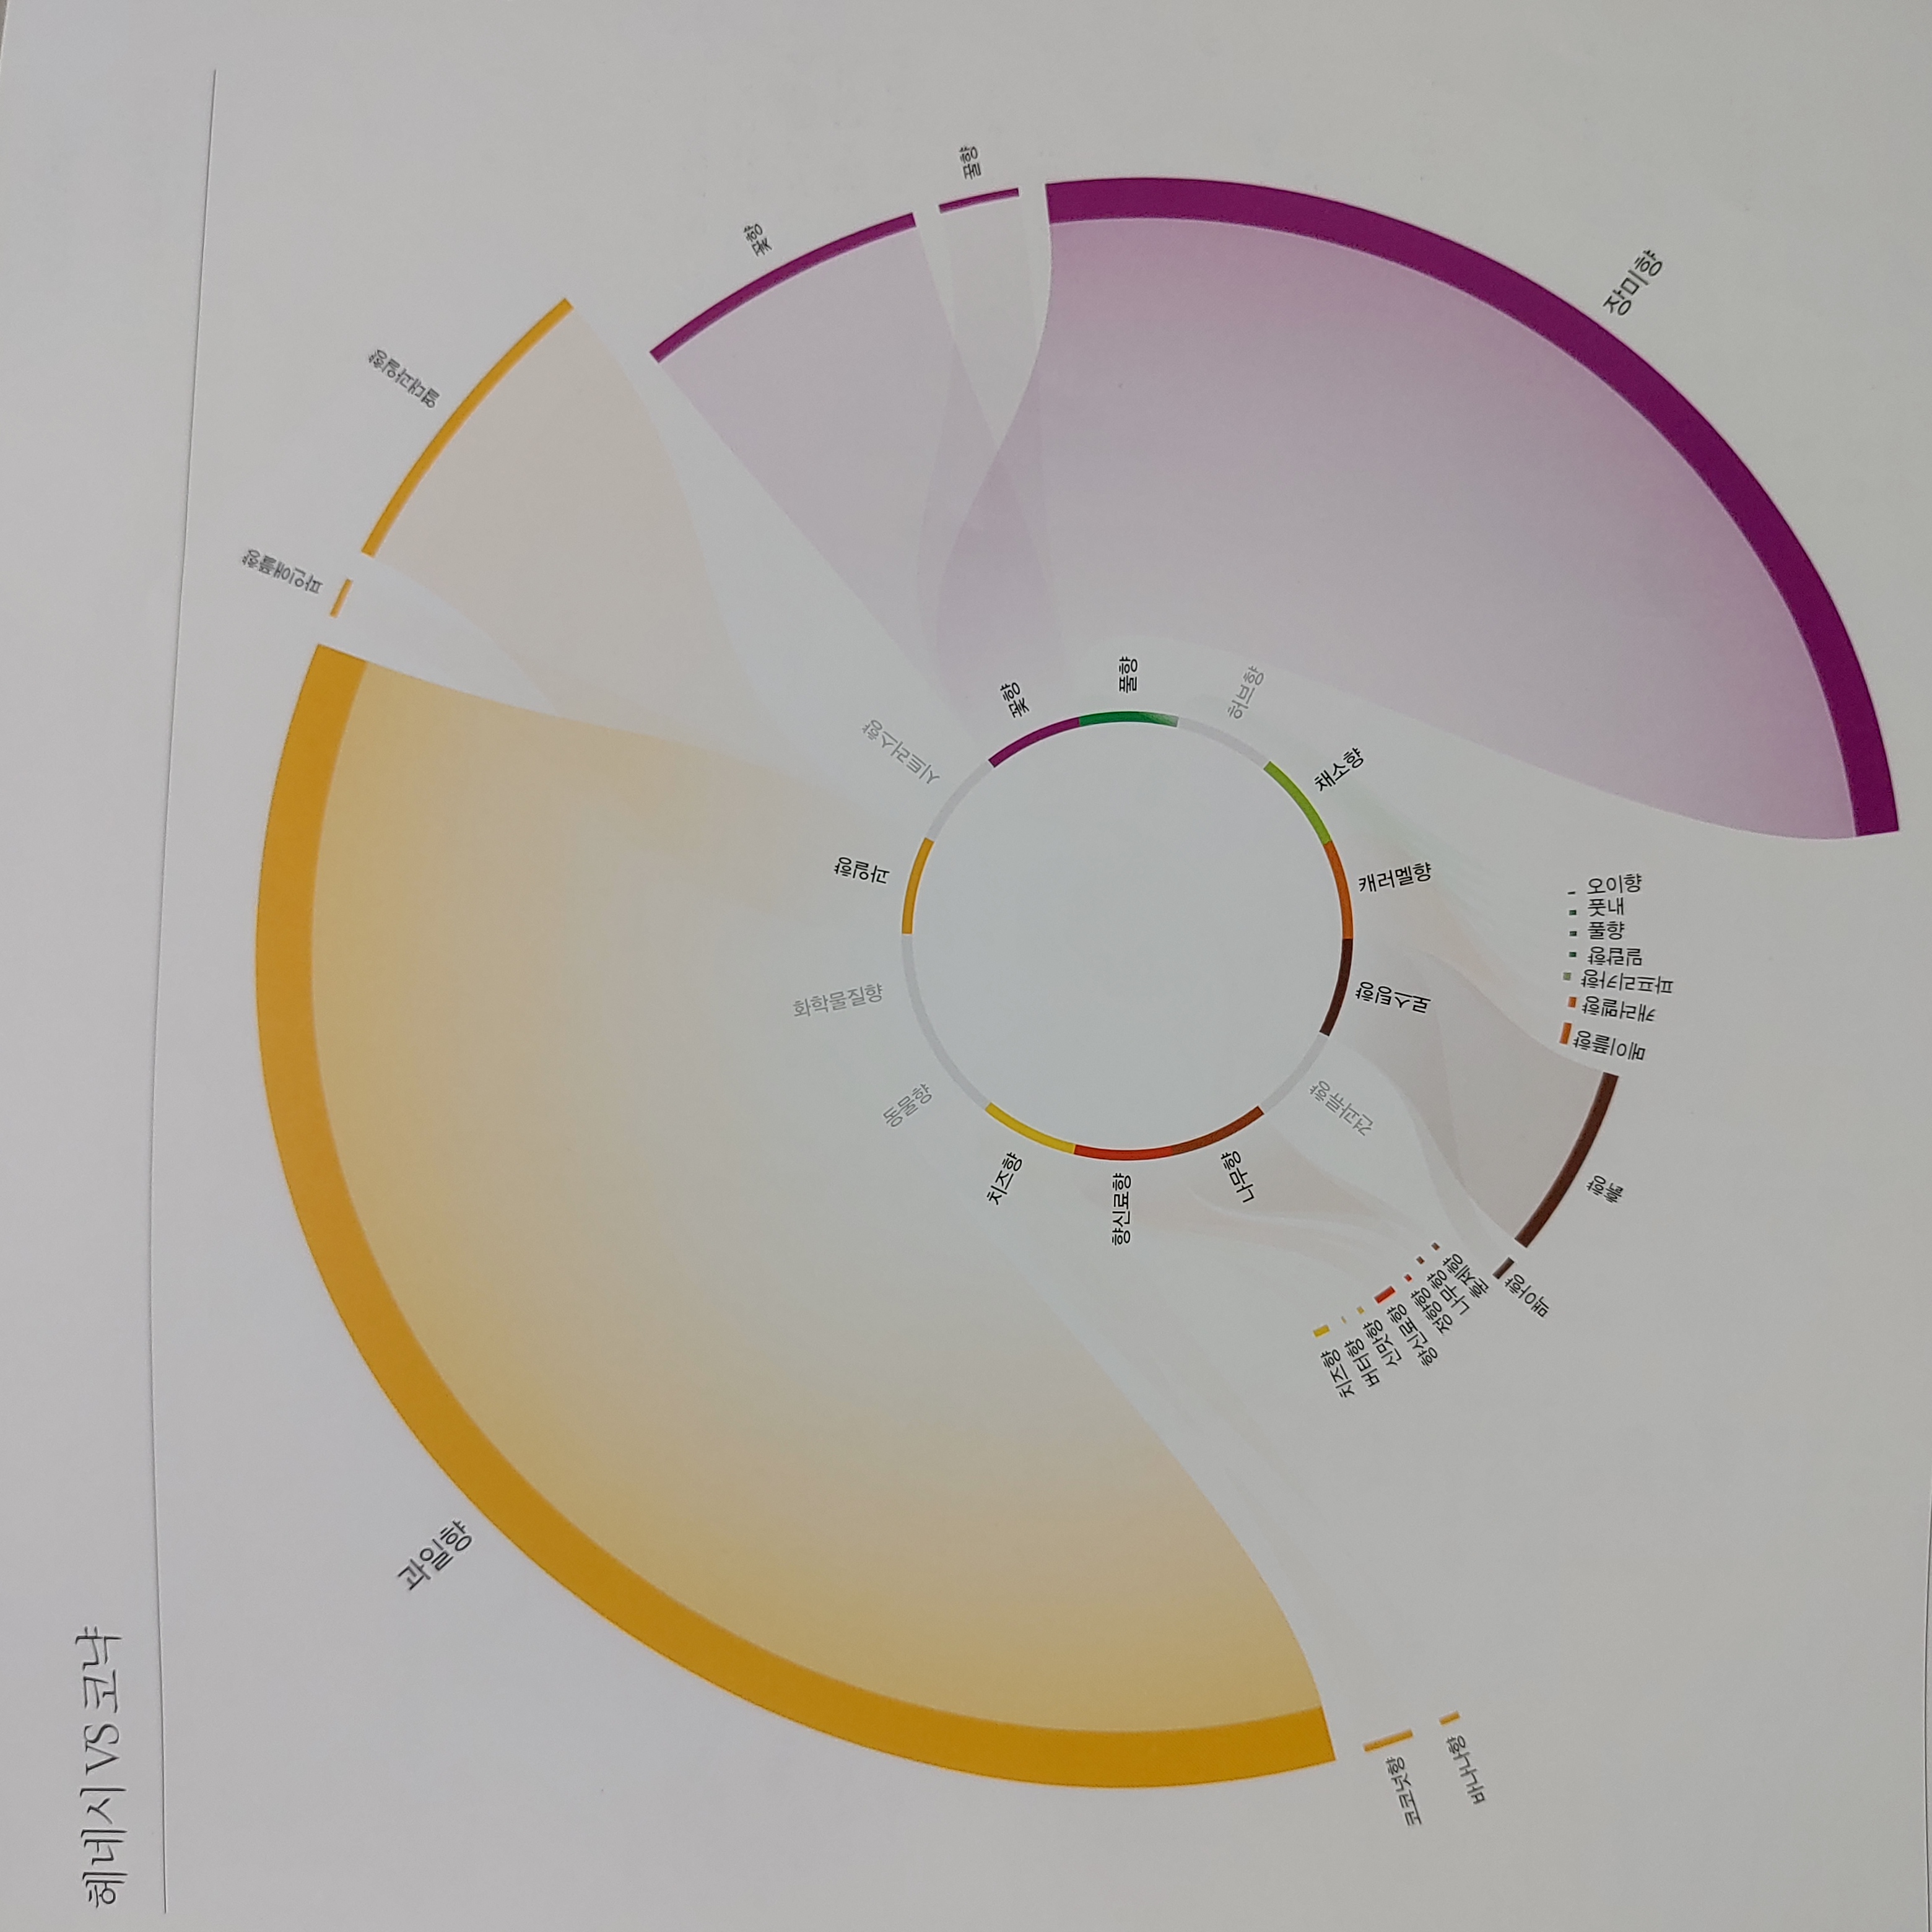 헤네시 VS 코냑
과일향
파인애플향
열대과일향
꽃향
꿀향
장미향
코코넛향
바나나향
화학물질향
과일향
시트러스향
꽃향
풀향
허브향
채소향
캐러멜향
로스팅향
견과류향
나무향
향신료향
치즈향
동물향
치즈향
버터향
신맛향
향신료향
정향향
나무향
훈제향
맥아향
흙향
메이플향
캐러멜향
파프리카향
밀랍향
풀향
풋내
오이향